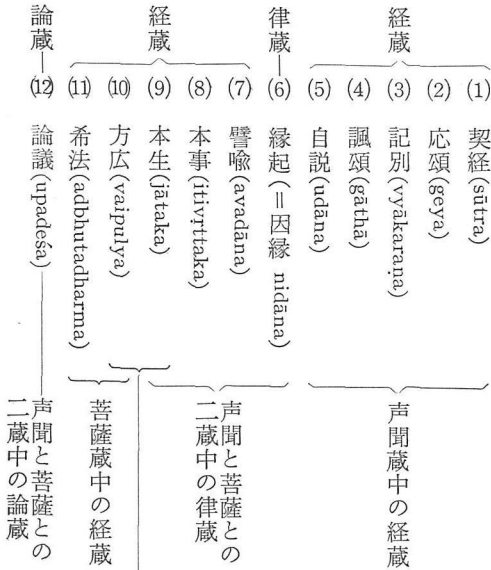 経蔵
(1) 契経(sūtra)
(2) 応頌(geya)
(3) 記別(vyākaraṇa)
(4) 諷頌(gāthā)
(5) 自説(udāna)
声聞蔵中の経蔵
律蔵
(6) 縁起(=因縁 nidāna)
経蔵
(7) 譬喩(avadāna)
(8) 本事(itivṛttaka)
(9) 本生(jātaka)
(10) 方広(vaipulya)
(11) 希法(adbhutadharma)
声聞と菩薩との
二蔵中の律蔵
菩薩蔵中の経蔵
論蔵
(12) 論議(upadeśa)
声聞と菩薩との
二蔵中の論蔵